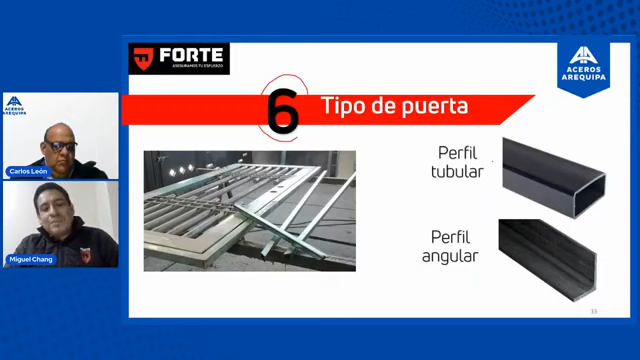 FORTE
ASEGURAMOS TU ESFUERZO
ACEROS
AREQUIPA
6 Tipo de puerta
ACEROS
AREQUIPA
Carlos León
Miguel Chang
Perfil
tubular
Perfil
angular
33